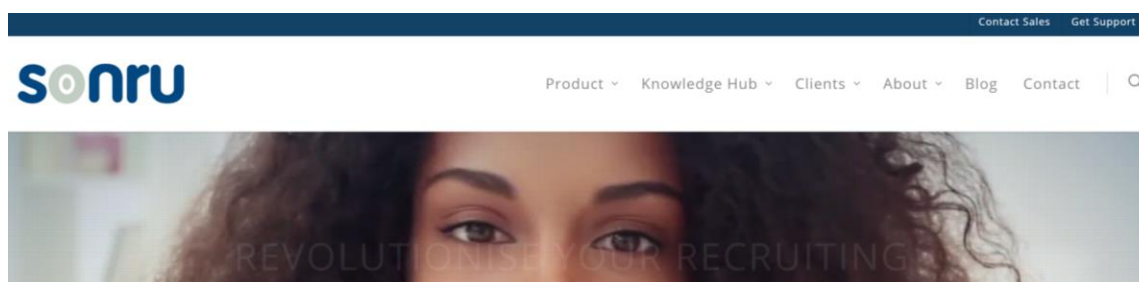 Contact Sales Get Support
sonru
Product Knowledge Hub Clients About Blog Contact
REVOLUTIONISE YOUR RECRUITING